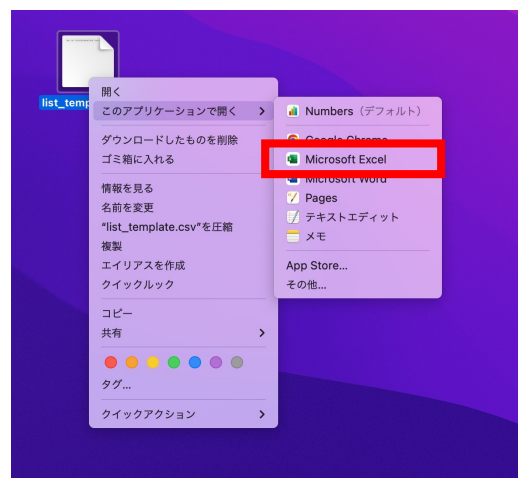 list_temp
開く
このアプリケーションで開く
ダウンロードしたものを削除
ゴミ箱に入れる
情報を見る
名前を変更
“list_template.csv”を圧縮
複製
エイリアスを作成
クイックルック
コピー
共有
タグ...
クイックアクション
Numbers（デフォルト）
Google Chrome
Microsoft Excel
Microsoft Word
Pages
テキストエディット
メモ
App Store...
その他...